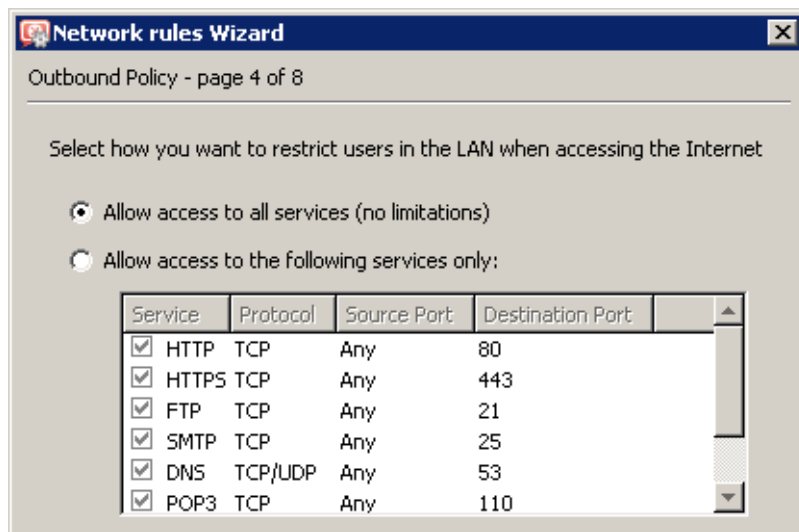 Network rules Wizard
Outbound Policy - page 4 of 8
Select how you want to restrict users in the LAN when accessing the Internet
Allow access to all services (no limitations)
Allow access to the following services only:
Service Protocol Source Port Destination Port
HTTP TCP Any 80
HTTPS TCP Any 443
FTP TCP Any 21
SMTP TCP Any 25
DNS TCP/UDP Any 53
POP3 TCP Any 110